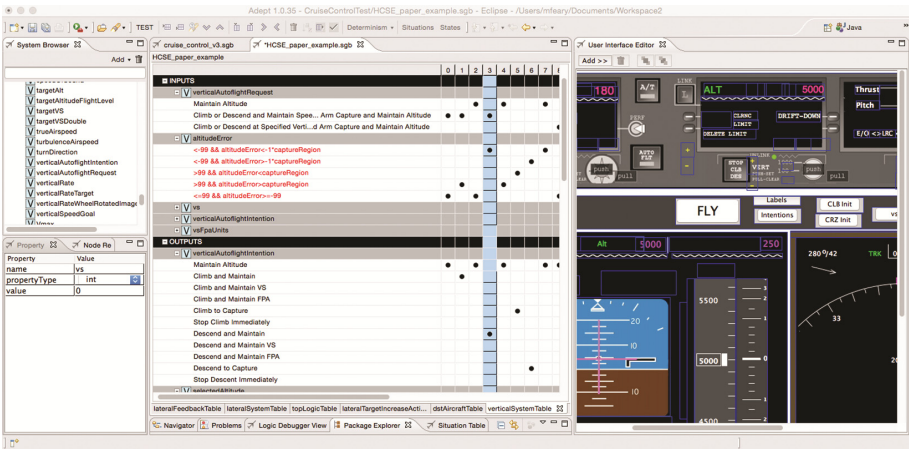 Adept 1.0.35 - CruiseControlTest/HCSE_paper_example.sgb - Eclipse - /Users/mfeary/Documents/Workspace2
TEST
Determinism
Situations States
Java
System Browser
Add
targetAlt
targetAltitudeFlightLevel
targetVS
targetVSDouble
trueAirspeed
turbulenceAirspeed
turnDirection
verticalAutoflightIntention
verticalAutoflightRequest
verticalRate
verticalRateTarget
verticalRateWheelRotatedImage
verticalSpeedGoal
Vmax
Property
Node Re
Property Value
name vs
propertyType int
value 0
cruise_control_v3.sgb
*HCSE_paper_example.sgb
HCSE_paper_example
0 1 2 3 4 5 6 7 8
INPUTS
verticalAutoflightRequest
Maintain Altitude
Climb or Descend and Maintain Spee... Arm Capture and Maintain Altitude
Climb or Descend at Specified Verti...d Arm Capture and Maintain Altitude
altitudeError
<-99 && altitudeError<-1*captureRegion
<-99 && altitudeError>-1*captureRegion
>99 && altitudeError<captureRegion
>99 && altitudeError>captureRegion
<=99 && altitudeError>=-99
vs
verticalAutoflightIntention
vsFpaUnits
OUTPUTS
verticalAutoflightIntention
Maintain Altitude
Climb and Maintain
Climb and Maintain VS
Climb and Maintain FPA
Climb to Capture
Stop Climb Immediately
Descend and Maintain
Descend and Maintain VS
Descend and Maintain FPA
Descend to Capture
Stop Descent Immediately
selectedAltitude
lateralFeedbackTable lateralSystemTable topLogicTable lateralTargetIncreaseActi... dstAircraftTable verticalSystemTable
Navigator Problems Logic Debugger View Package Explorer Situation Table
User Interface Editor
Add >>
180
A/T
LINK
L
ALT 5000
Thrust
Pitch
PERF
CLRNC
LIMIT
DRIFT-DOWN
DELETE LIMIT
E/O <>LRC
AUTO
FLT
push
pull
STOP
CLB
DES
VERT
push
pull
FLY
Labels
Intentions
CLB Init
CRZ Init
vs
Alt 5000 250
280°/42 TRK
5500
20
33
10
5000
0
20
10
4500